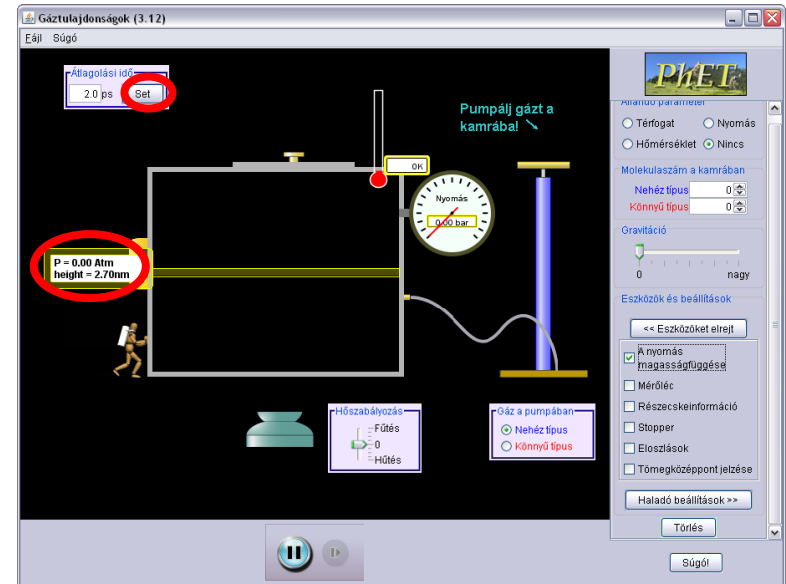 Gáztulajdonságok (3.12)
Fájl Súgó
Átlagolási idő
2.0 ps Set
Pumpálj gázt a
kamrába!
0K
Nyomás
0.00 bar
P = 0.00 Atm
height = 2.70nm
Hőszabályozás
Fűtés
0
Hűtés
Gáz a pumpában
Nehéz típus
Könnyű típus
PhET
Állandó paraméter
Térfogat Nyomás
Hőmérséklet Nincs
Molekulaszám a kamrában
Nehéz típus 0
Könnyű típus 0
Gravitáció
0 nagy
Eszközök és beállítások
<< Eszközöket elrejt
A nyomás
magasságfüggése
Mérőléc
Részecskeinformáció
Stopper
Eloszlások
Tömegközéppont jelzése
Haladó beállítások >>
Törlés
Súgó!